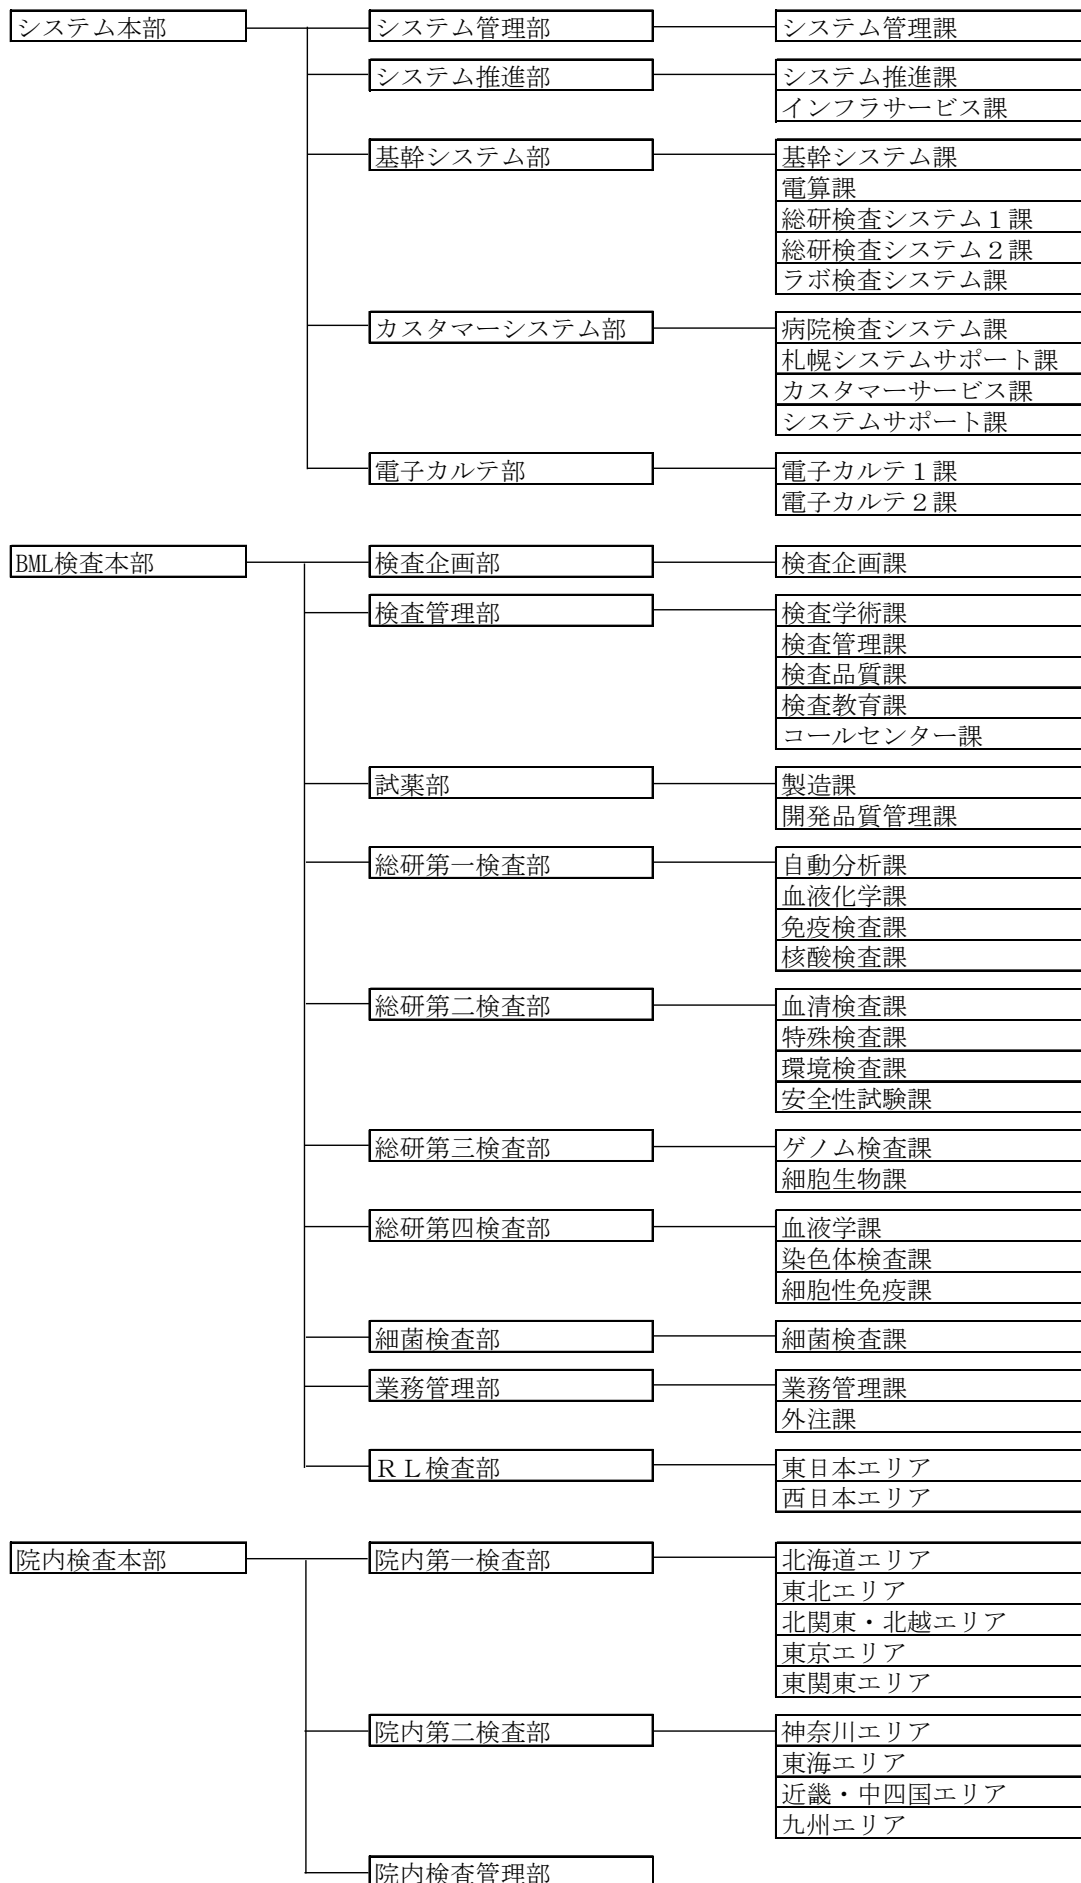 システム本部 システム管理部 システム管理課
システム推進部 システム推進課
インフラサービス課
基幹システム部 基幹システム課
電算課
総研検査システム１課
総研検査システム２課
ラボ検査システム課
カスタマーシステム部 病院検査システム課
札幌システムサポート課
カスタマーサービス課
システムサポート課
電子カルテ部 電子カルテ１課
電子カルテ２課
BML検査本部 検査企画部 検査企画課
検査管理部 検査学術課
検査管理課
検査品質課
検査教育課
コールセンター課
試薬部 製造課
開発品質管理課
総研第一検査部 自動分析課
血液化学課
免疫検査課
核酸検査課
総研第二検査部 血清検査課
特殊検査課
環境検査課
安全性試験課
総研第三検査部 ゲノム検査課
細胞生物課
総研第四検査部 血液学課
染色体検査課
細胞性免疫課
細菌検査部 細菌検査課
業務管理部 業務管理課
外注課
ＲＬ検査部 東日本エリア
西日本エリア
院内検査本部 院内第一検査部 北海道エリア
東北エリア
北関東・北越エリア
東京エリア
東関東エリア
院内第二検査部 神奈川エリア
東海エリア
近畿・中四国エリア
九州エリア
院内検査管理部